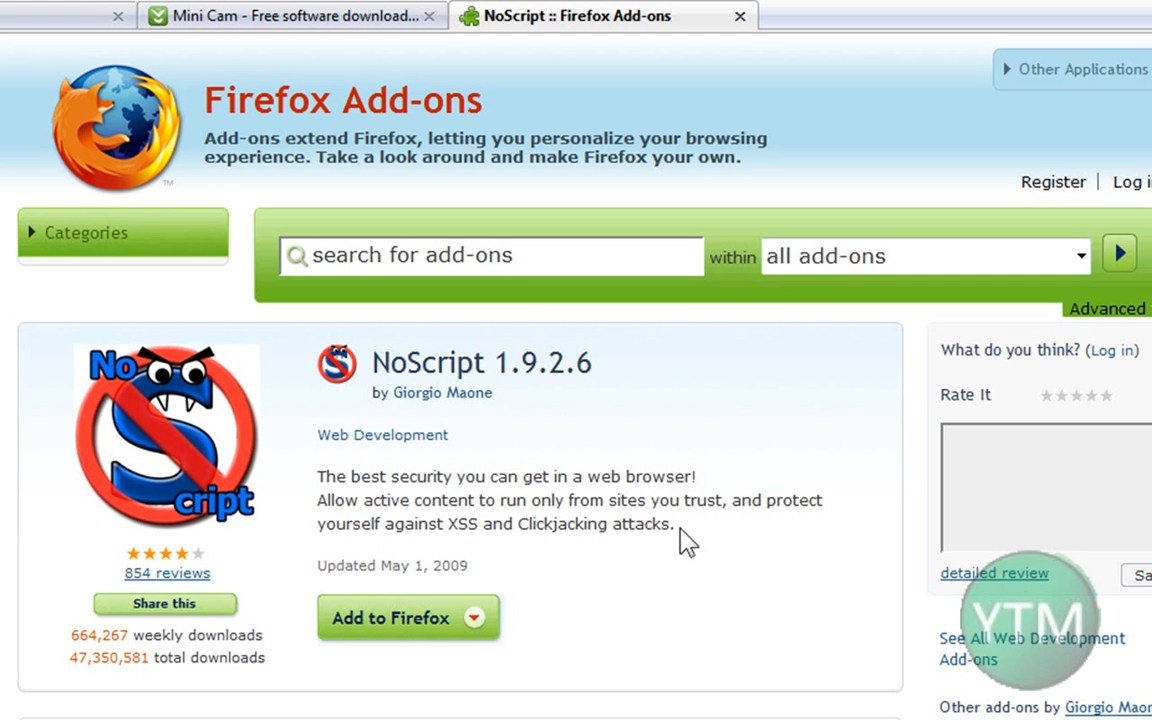 Mini Cam - Free software download...
NoScript :: Firefox Add-ons
Other Applications
Firefox Add-ons
Add-ons extend Firefox, letting you personalize your browsing
experience. Take a look around and make Firefox your own.
TM
Register | Log i
Categories
search for add-ons within all add-ons
Advanced
No
Script
NoScript 1.9.2.6
by Giorgio Maone
Web Development
The best security you can get in a web browser!
Allow active content to run only from sites you trust, and protect
yourself against XSS and Clickjacking attacks.
Updated May 1, 2009
Add to Firefox
854 reviews
Share this
664,267 weekly downloads
47,350,581 total downloads
What do you think? (Log in)
Rate It
detailed review
Sa
YTM
See All Web Development
Add-ons
Other add-ons by Giorgio Maon